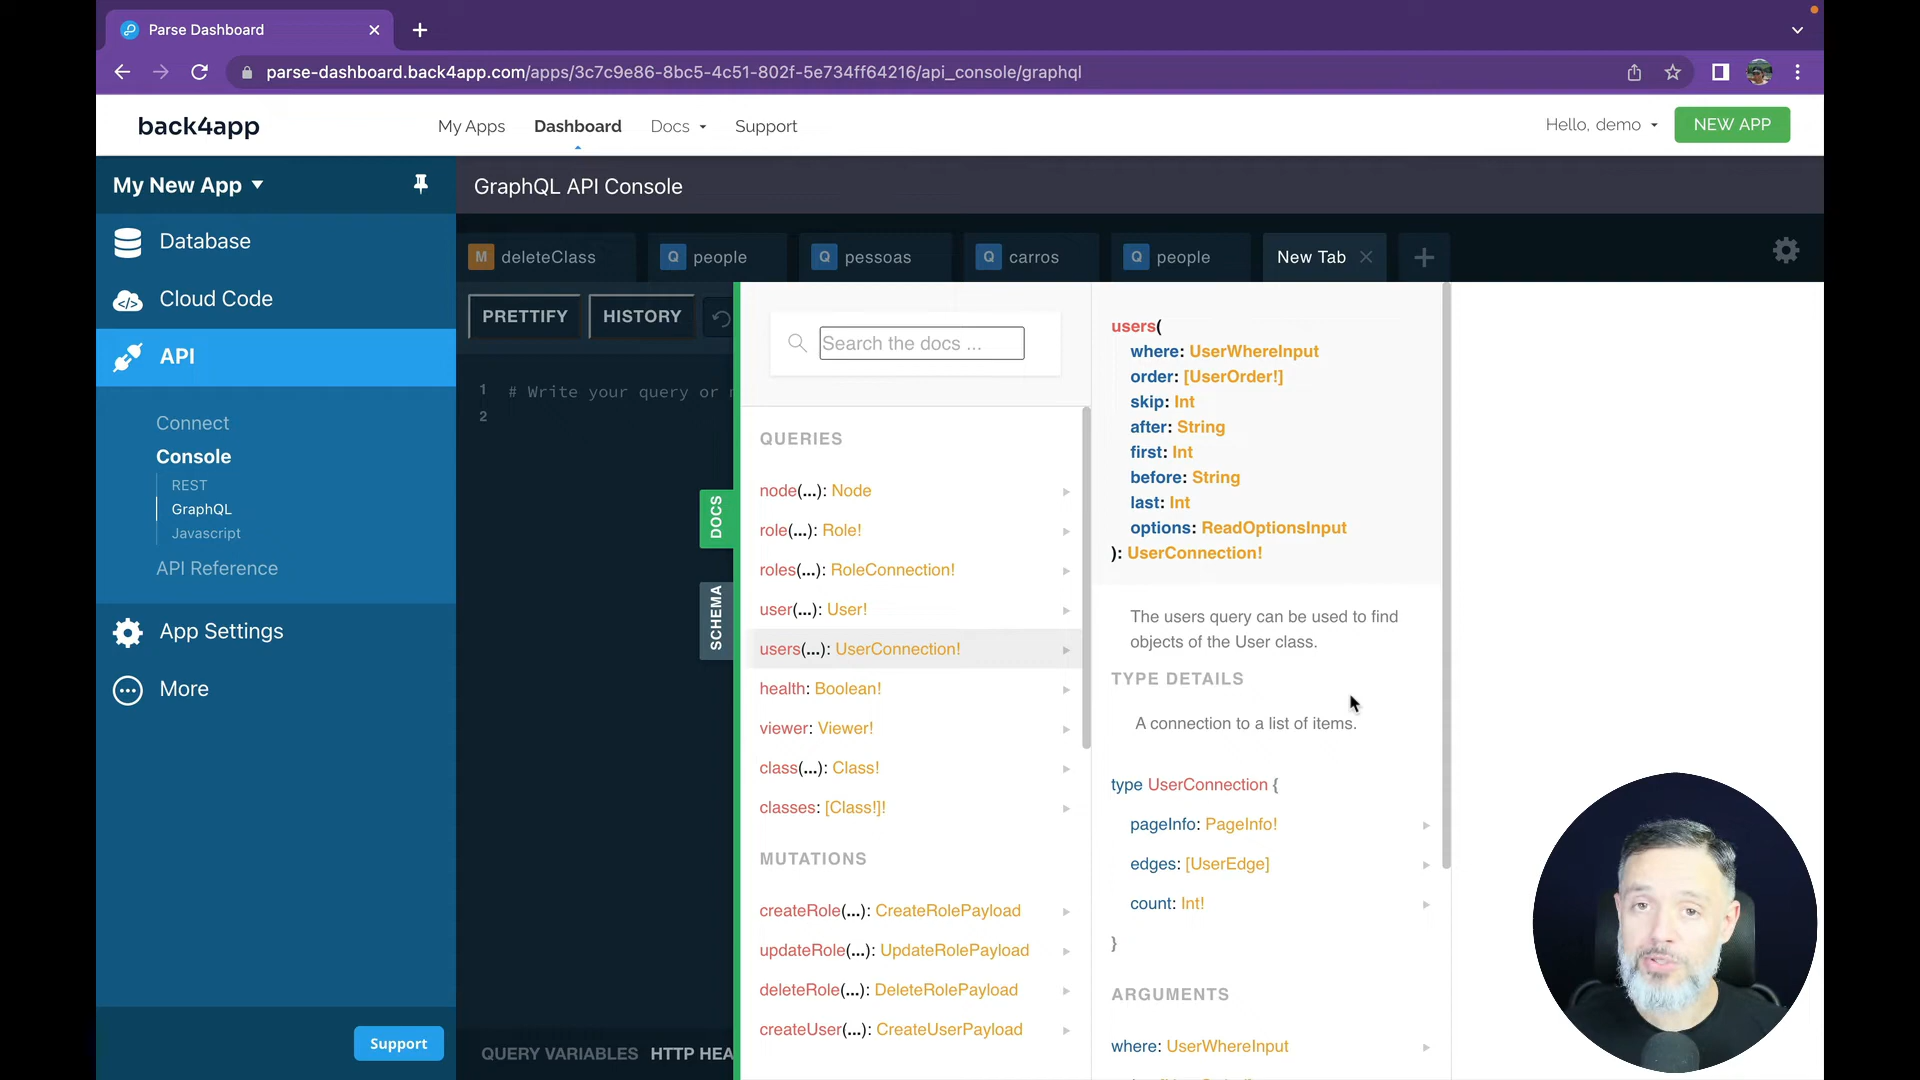 Parse Dashboard
parse-dashboard.back4app.com/apps/3c7c9e86-8bc5-4c51-802f-5e734ff64216/api_console/graphql
back4app
My Apps
Dashboard
Docs
Support
Hello, demo
NEW APP
My New App
GraphQL API Console
Database
Cloud Code
API
Connect
Console
REST
GraphQL
Javascript
API Reference
App Settings
More
Support
M deleteClass
Q people
Q pessoas
Q carros
Q people
New Tab
PRETTIFY
HISTORY
1 # Write your query or
2
DOCS
SCHEMA
QUERY VARIABLES
HTTP HEA
Search the docs ...
QUERIES
node(...): Node
role(...): Role!
roles(...): RoleConnection!
user(...): User!
users(...): UserConnection!
health: Boolean!
viewer: Viewer!
class(...): Class!
classes: [Class!]!
MUTATIONS
createRole(...): CreateRolePayload
updateRole(...): UpdateRolePayload
deleteRole(...): DeleteRolePayload
createUser(...): CreateUserPayload
users(
where: UserWhereInput
order: [UserOrder!]
skip: Int
after: String
first: Int
before: String
last: Int
options: ReadOptionsInput
): UserConnection!
The users query can be used to find
objects of the User class.
TYPE DETAILS
A connection to a list of items.
type UserConnection {
pageInfo: PageInfo!
edges: [UserEdge]
count: Int!
}
ARGUMENTS
where: UserWhereInput